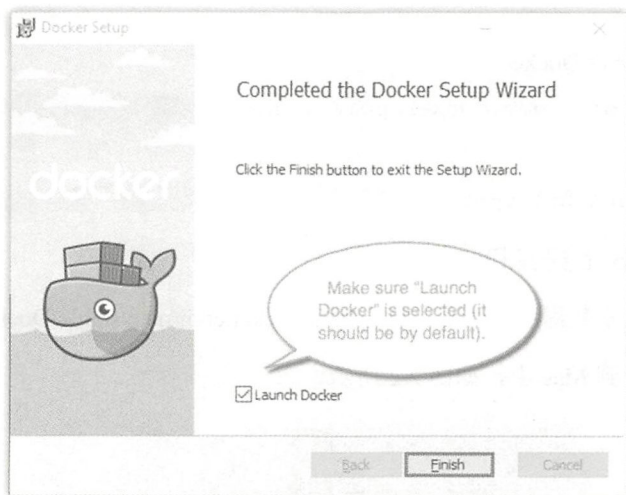 Docker Setup
Completed the Docker Setup Wizard
Click the Finish button to exit the Setup Wizard.
docker
Make sure "Launch
Docker" is selected (it
should be by default).
Launch Docker
Back Finish Cancel